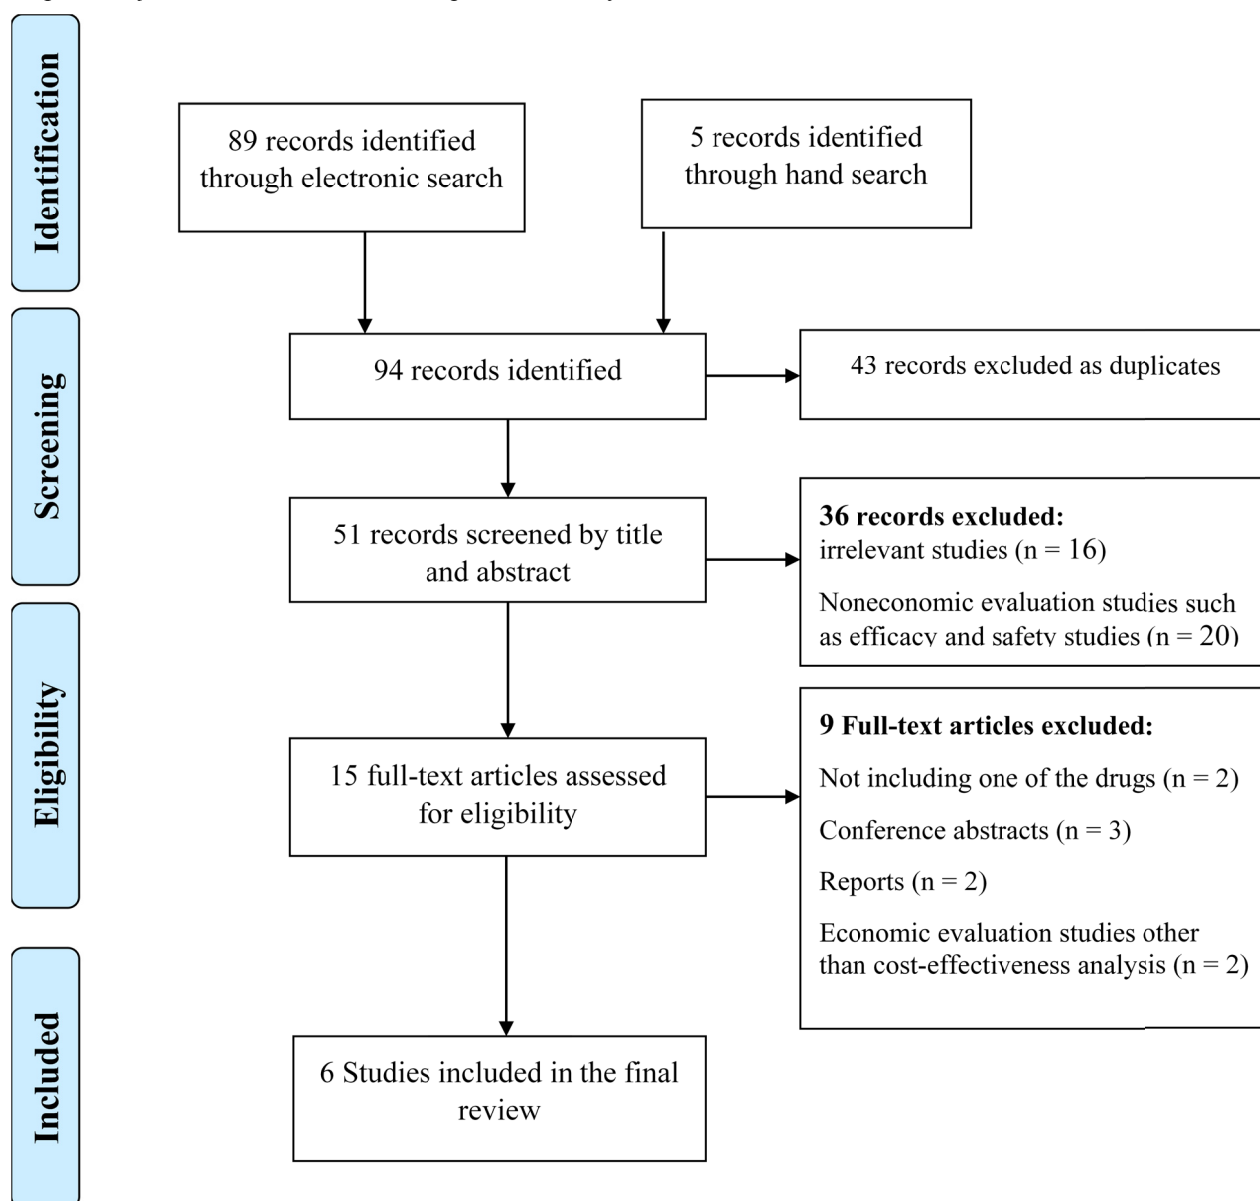 Identification
89 records identified
through electronic search
5 records identified
through hand search
Screening
94 records identified
43 records excluded as duplicates
51 records screened by title
and abstract
36 records excluded:
irrelevant studies (n = 16)
Noneconomic evaluation studies such
as efficacy and safety studies (n = 20)
Eligibility
15 full-text articles assessed
for eligibility
9 Full-text articles excluded:
Not including one of the drugs (n = 2)
Conference abstracts (n = 3)
Reports (n = 2)
Economic evaluation studies other
than cost-effectiveness analysis (n = 2)
Included
6 Studies included in the final
review